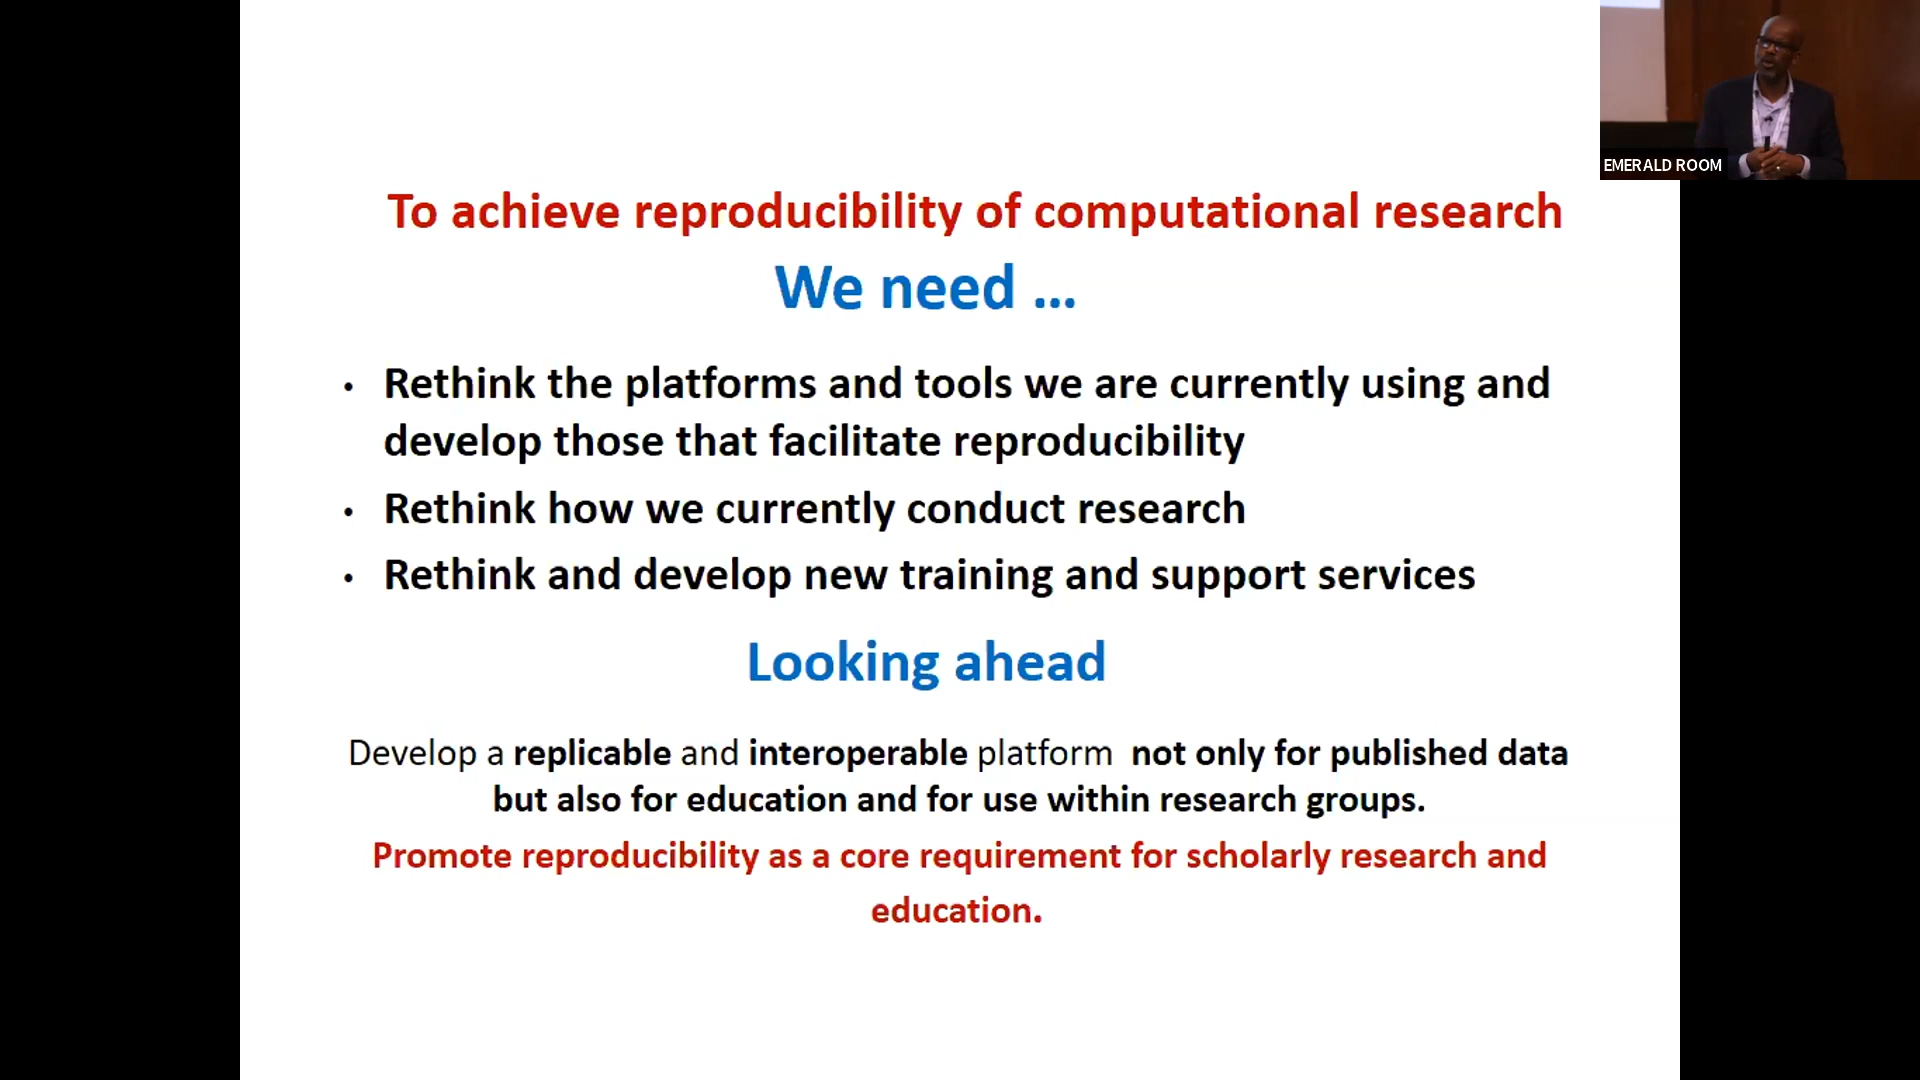 EMERALD ROOM
To achieve reproducibility of computational research
We need ...
• Rethink the platforms and tools we are currently using and
develop those that facilitate reproducibility
• Rethink how we currently conduct research
• Rethink and develop new training and support services
Looking ahead
Develop a replicable and interoperable platform not only for published data
but also for education and for use within research groups.
Promote reproducibility as a core requirement for scholarly research and
education.